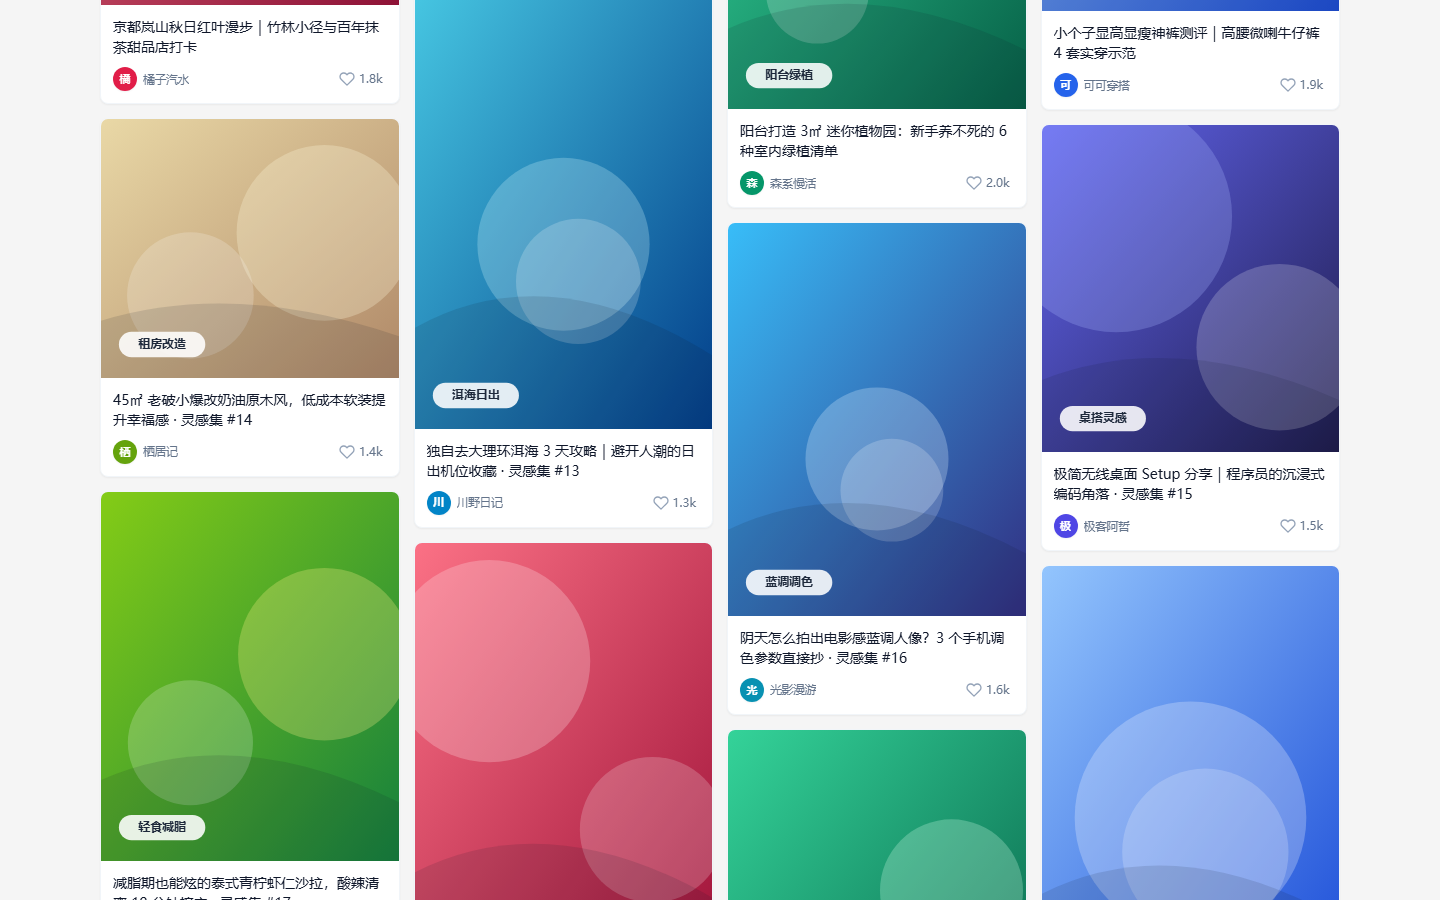 京都岚山秋日红叶漫步｜竹林小径与百年抹
茶甜品店打卡
橘
橘子汽水
1.8k
租房改造
45㎡ 老破小爆改奶油原木风，低成本软装提
升幸福感 · 灵感集 #14
栖
栖居记
1.4k
轻食减脂
减脂期也能炫的泰式青柠虾仁沙拉，酸辣清
洱海日出
独自去大理环洱海 3 天攻略｜避开人潮的日
出机位收藏 · 灵感集 #13
川
川野日记
1.3k
阳台绿植
阳台打造 3㎡ 迷你植物园：新手养不死的 6
种室内绿植清单
森
森系慢活
2.0k
蓝调调色
阴天怎么拍出电影感蓝调人像？3 个手机调
色参数直接抄 · 灵感集 #16
光
光影漫游
1.6k
小个子显高显瘦神裤测评｜高腰微喇牛仔裤
4 套实穿示范
可
可可穿搭
1.9k
桌搭灵感
极简无线桌面 Setup 分享｜程序员的沉浸式
编码角落 · 灵感集 #15
极
极客阿哲
1.5k